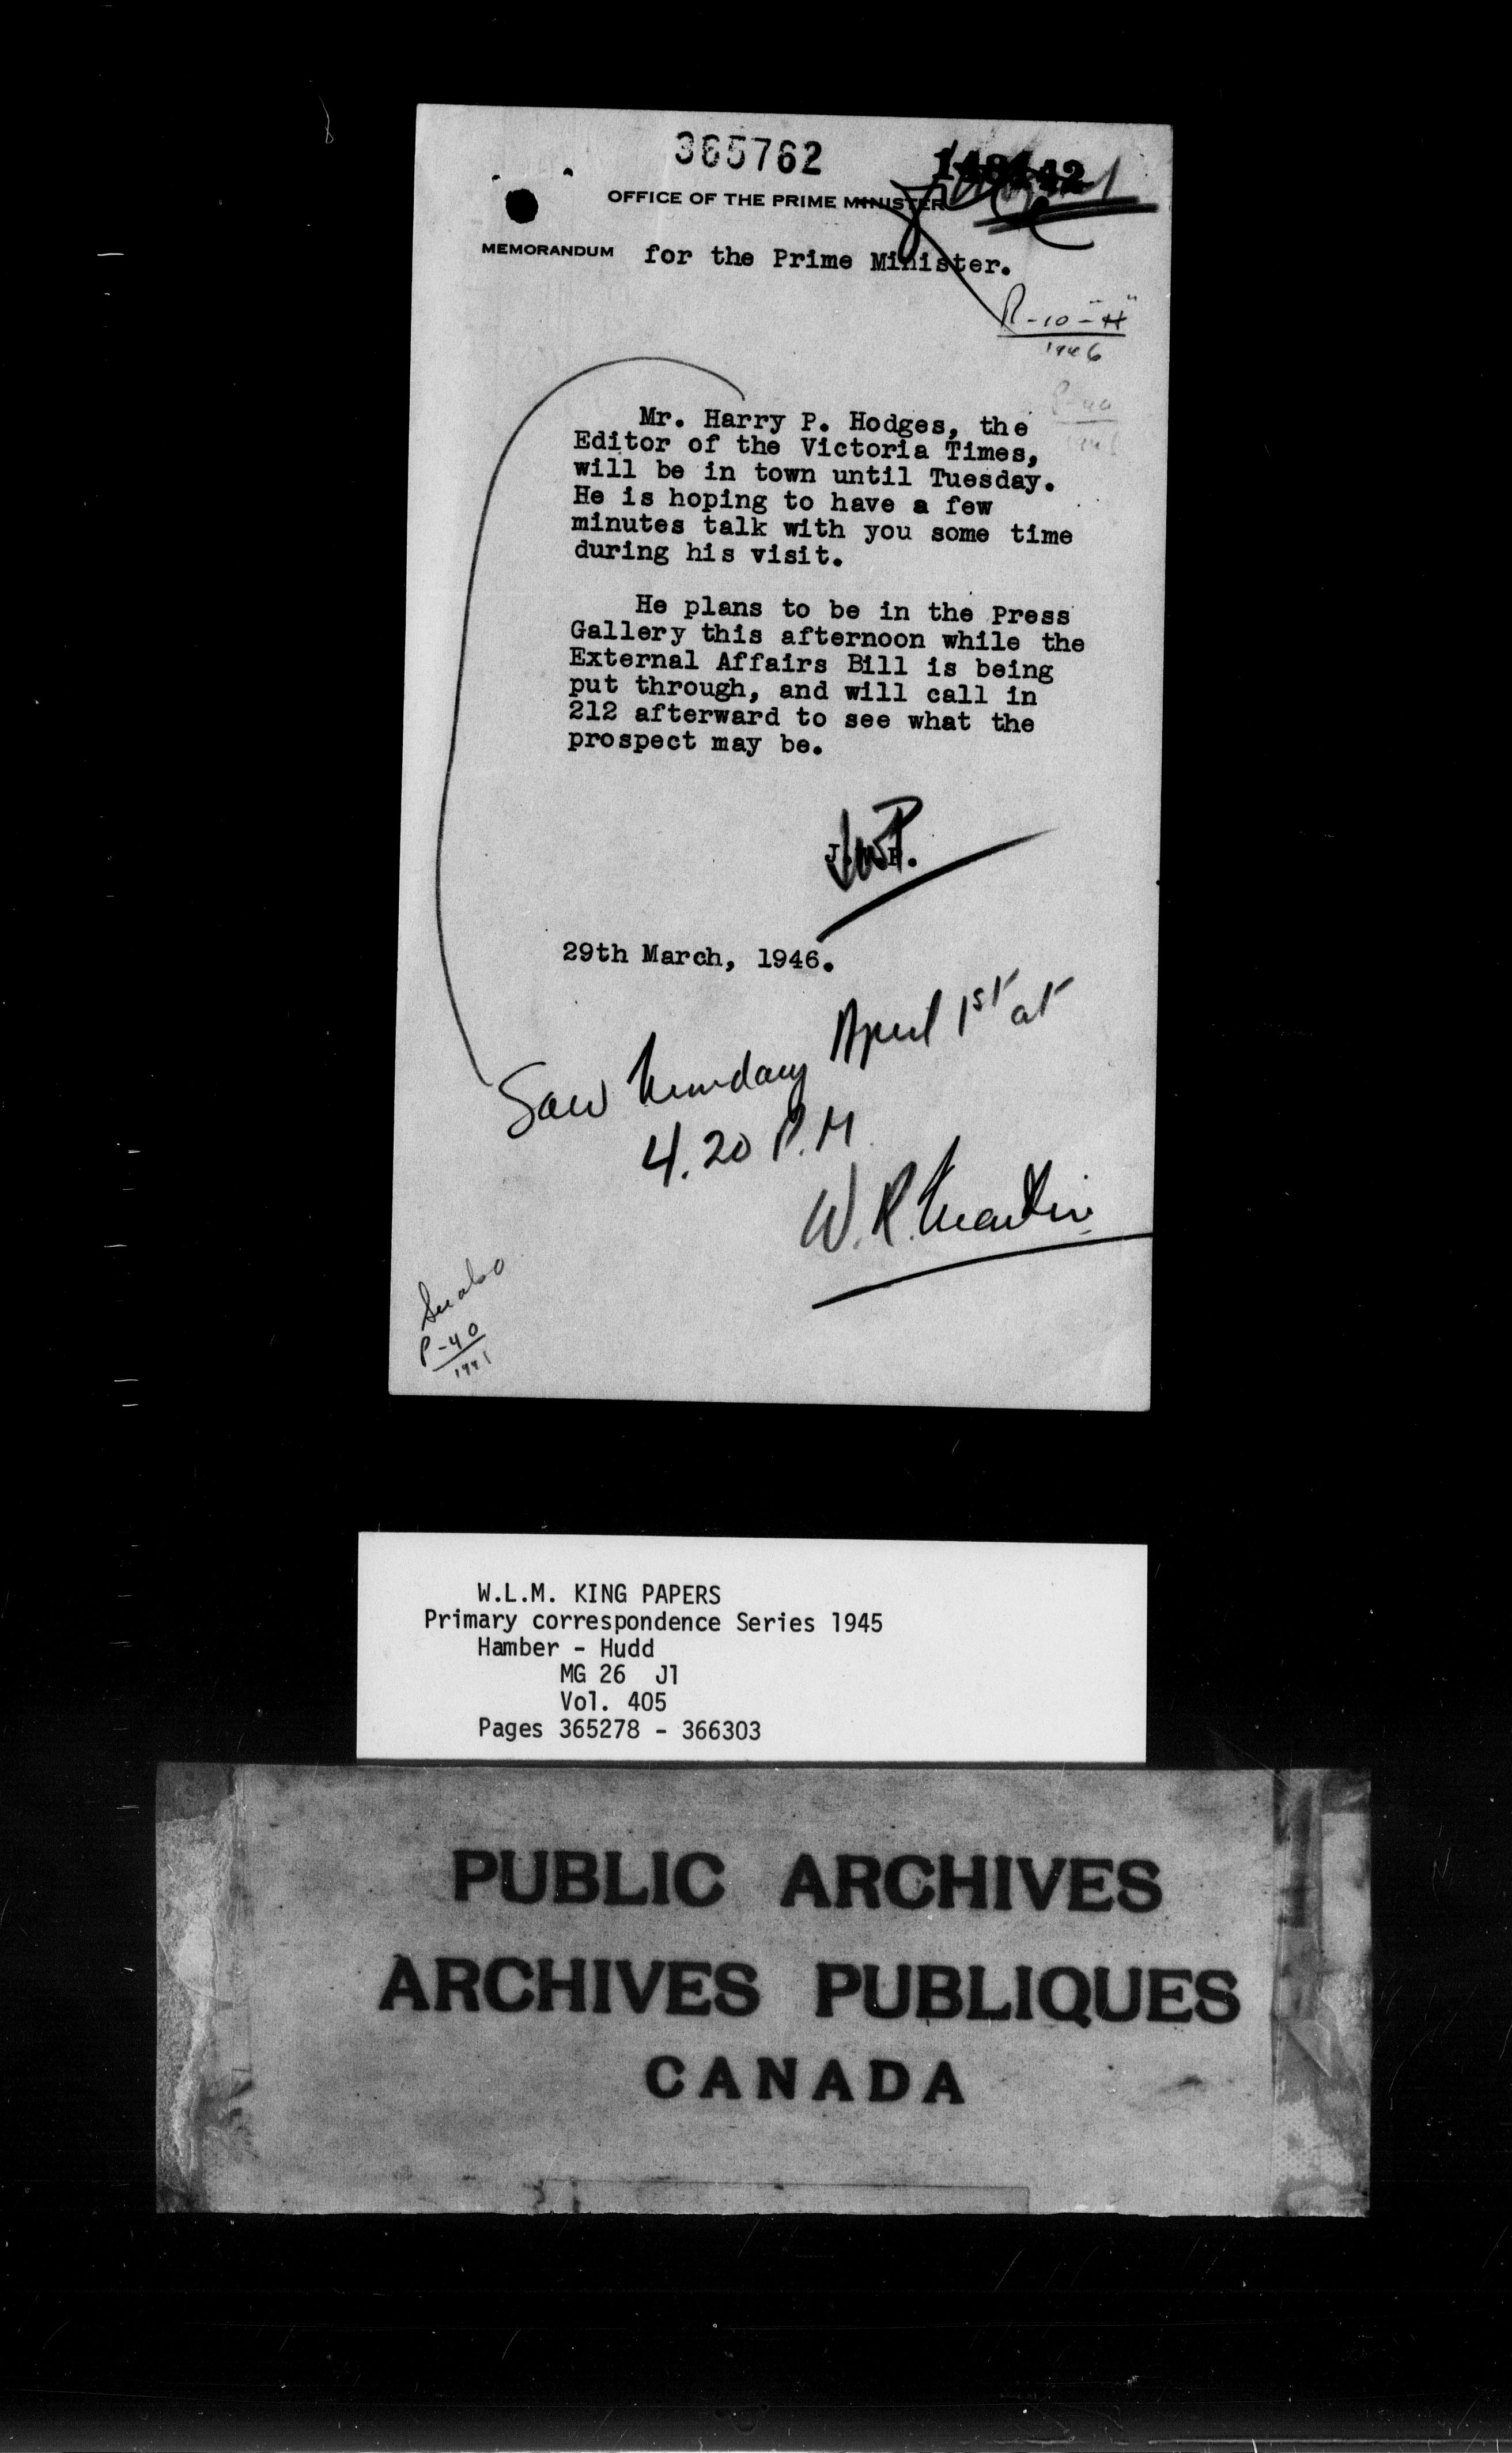 365762
148142
OFFICE OF THE PRIME MINISTER
MEMORANDUM for the Prime Minister.
R-10-"H"
1946
Mr. Harry P. Hodges, the
Editor of the Victoria Times,
will be in town until Tuesday.
He is hoping to have a few
minutes talk with you some time
during his visit.
He plans to be in the Press
Gallery this afternoon while the
External Affairs Bill is being
put through, and will call in
212 afterward to see what the
prospect may be.
J.W.P.
29th March, 1946.
Saw Monday April 1st at
4.20 P.M.
W.R. Martin
See also
P-40
1941
W.L.M. KING PAPERS
Primary correspondence Series 1945
Hamber - Hudd
MG 26 J1
Vol. 405
Pages 365278 - 366303
PUBLIC ARCHIVES
ARCHIVES PUBLIQUES
CANADA